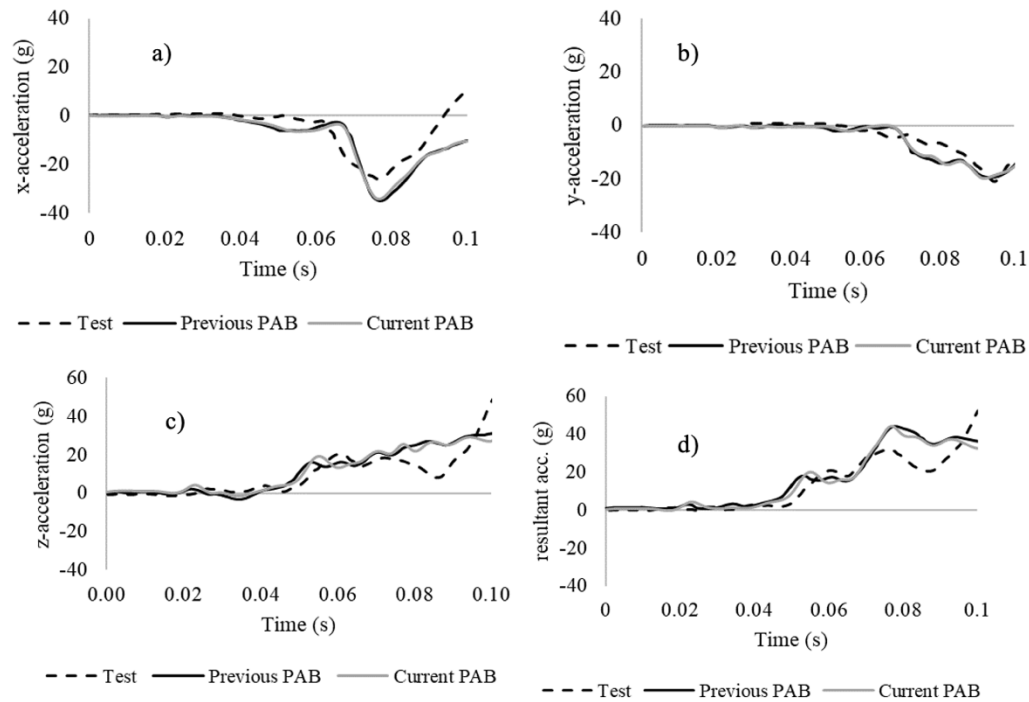 a)
x-acceleration (g)
40
20
0
-20
-40
0 0.02 0.04 0.06 0.08 0.1
Time (s)
Test Previous PAB Current PAB
b)
y-acceleration (g)
40
20
0
-20
-40
0 0.02 0.04 0.06 0.08 0.1
Time (s)
Test Previous PAB Current PAB
c)
z-acceleration (g)
60
40
20
0
-20
-40
0.00 0.02 0.04 0.06 0.08 0.10
Time (s)
Test Previous PAB Current PAB
d)
resultant acc. (g)
60
40
20
0
-20
-40
0 0.02 0.04 0.06 0.08 0.1
Time (s)
Test Previous PAB Current PAB